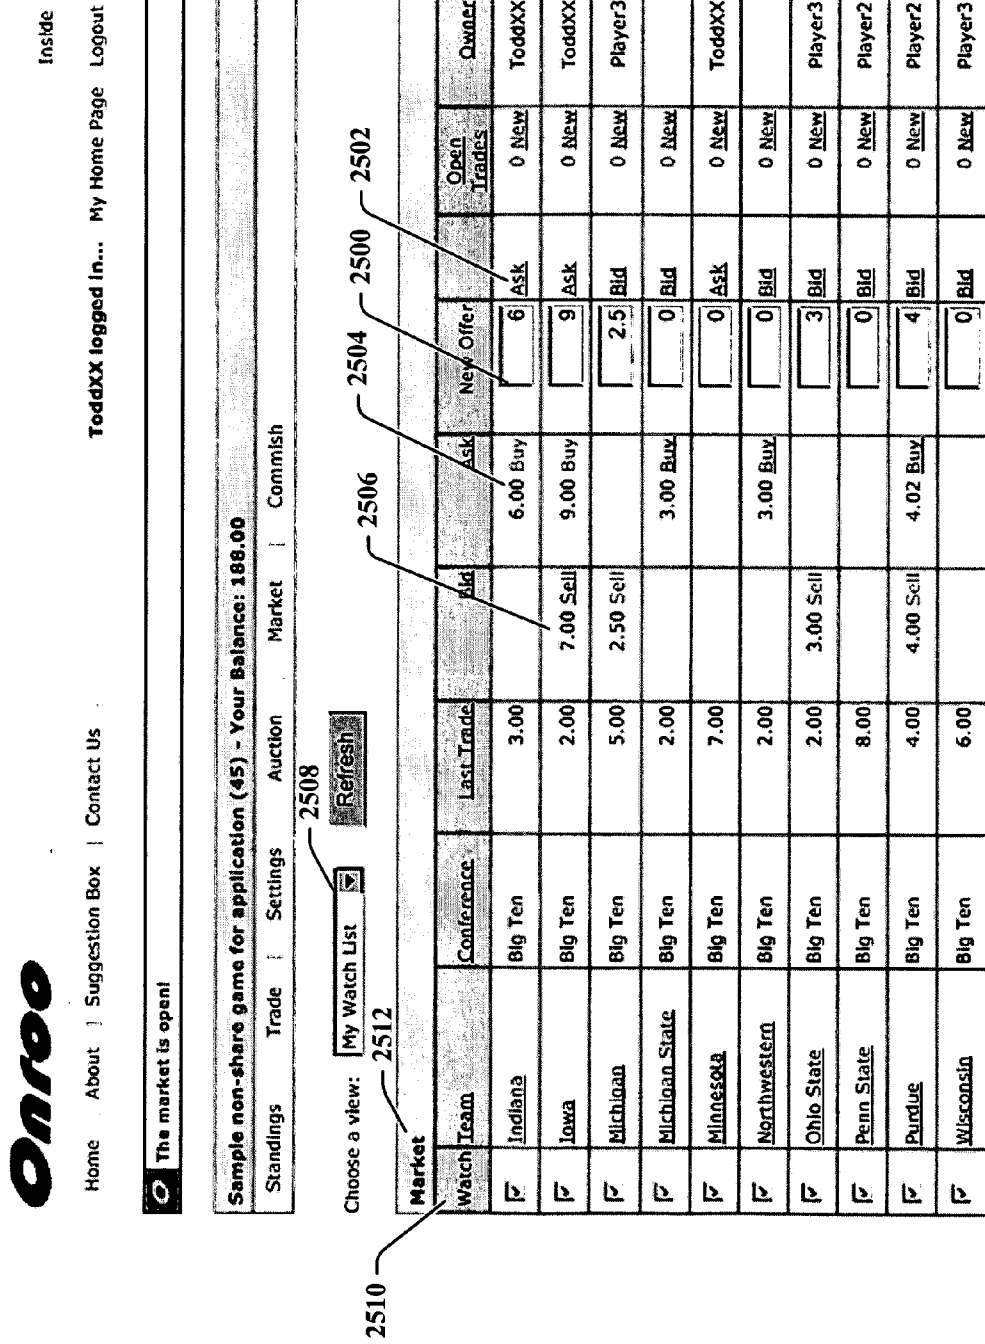 Onroo
Inside
Home About | Suggestion Box | Contact Us ToddXX logged in... My Home Page Logout
The market is open!
Sample non-share game for application (45) - Your Balance: 188.00
Standings Trade | Settings Auction Market | Commish
Choose a view: My Watch List Refresh
2508
2506
2504
2500
2502
2512
2510
Market
Watch Team Conference Last Trade Bid Ask New Offer Open Trades Owner
Indiana Big Ten 3.00 6.00 Buy 6 Ask 0 New ToddXX
Iowa Big Ten 2.00 7.00 Sell 9.00 Buy 9 Ask 0 New ToddXX
Michigan Big Ten 5.00 2.50 Sell 2.5 Bid 0 New Player3
Michigan State Big Ten 2.00 3.00 Buy 0 Bid 0 New
Minnesota Big Ten 7.00 0 Ask 0 New ToddXX
Northwestern Big Ten 2.00 3.00 Buy 0 Bid 0 New
Ohio State Big Ten 2.00 3.00 Sell 3 Bid 0 New Player3
Penn State Big Ten 8.00 0 Bid 0 New Player2
Purdue Big Ten 4.00 4.00 Sell 4.02 Buy 4 Bid 0 New Player2
Wisconsin Big Ten 6.00 0 Bid 0 New Player3